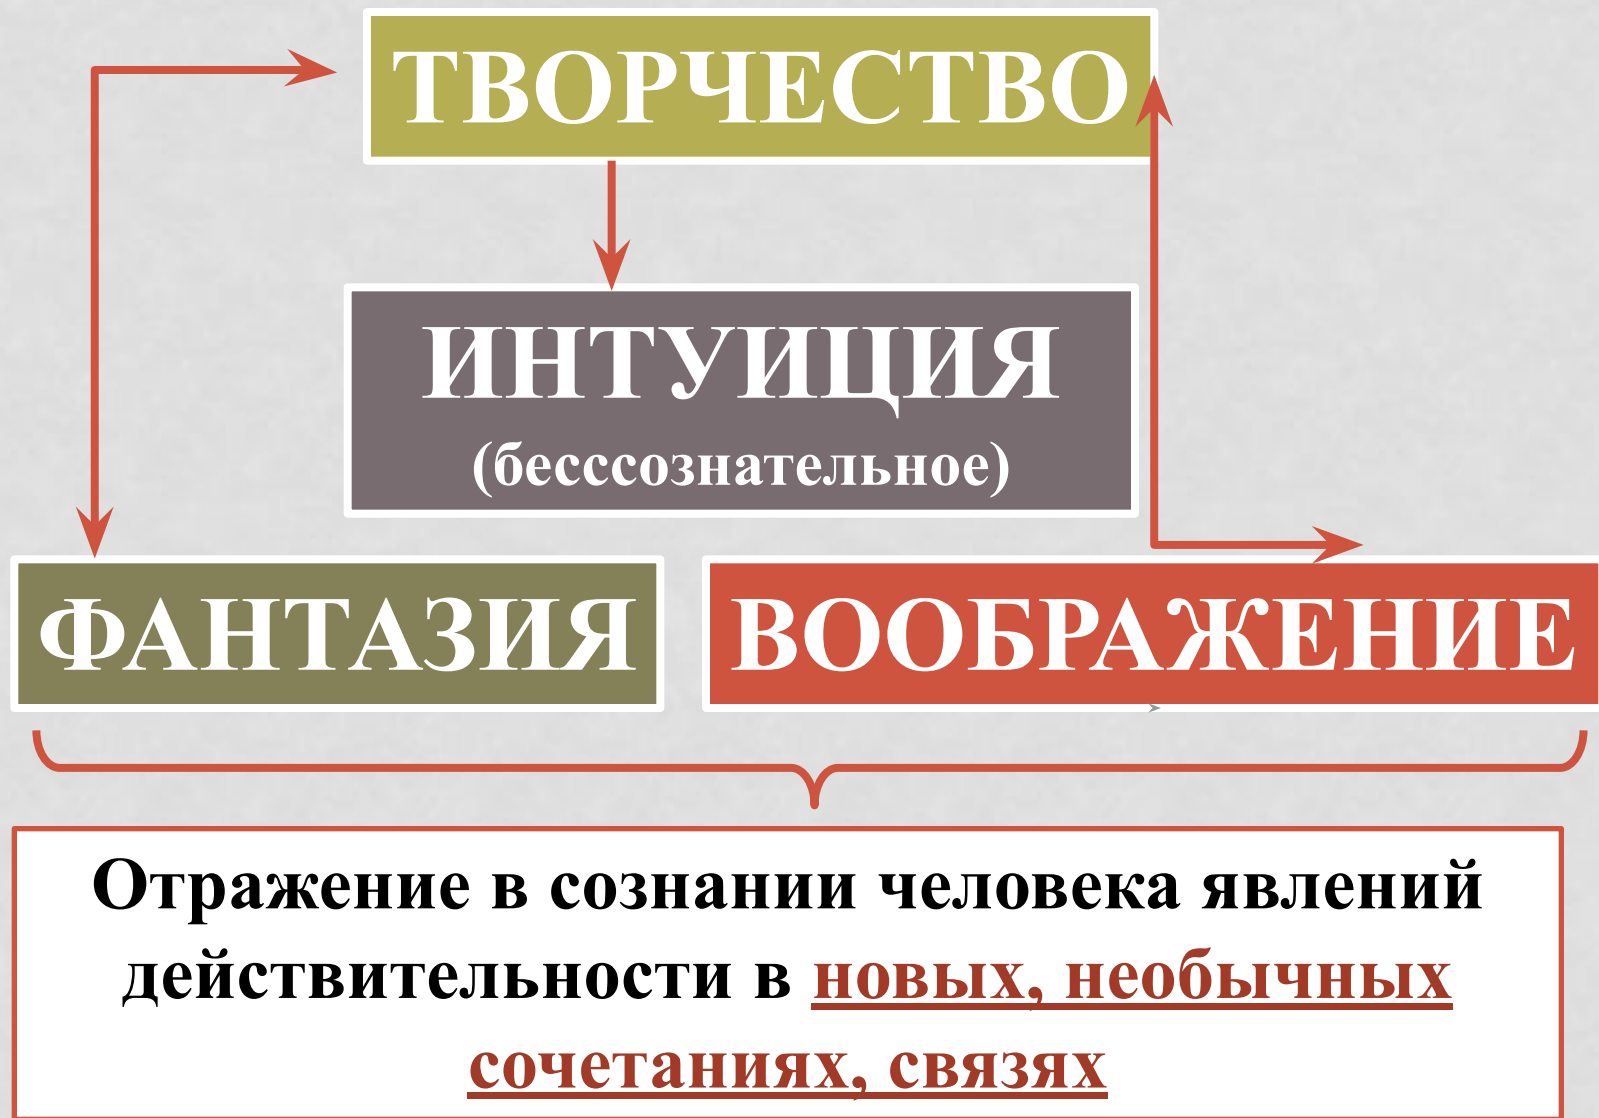 ТВОРЧЕСТВО
ИНТУИЦИЯ
(бесссознательное)
ФАНТАЗИЯ
ВООБРАЖЕНИЕ
Отражение в сознании человека явлений
действительности в новых, необычных
сочетаниях, связях